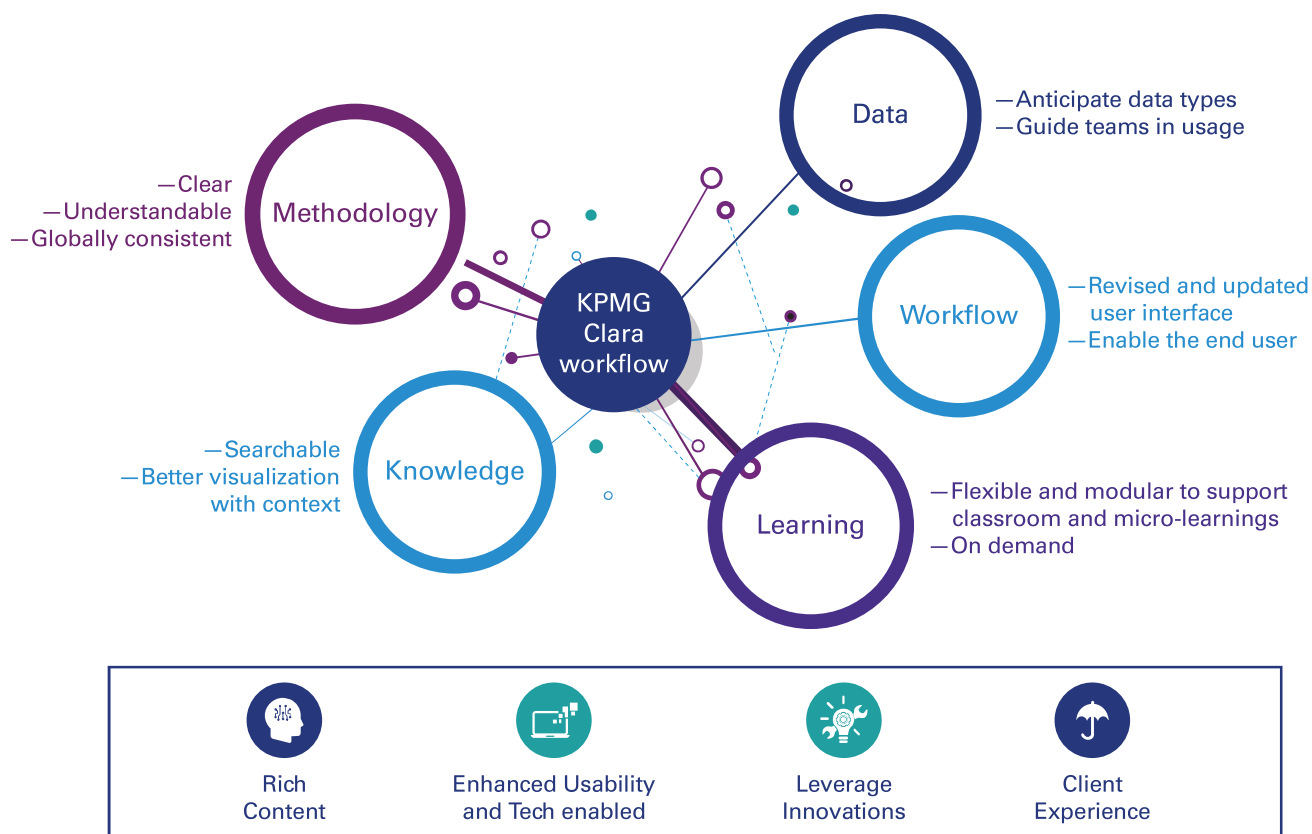 Data
—Anticipate data types
—Guide teams in usage
Methodology
—Clear
—Understandable
—Globally consistent
KPMG
Clara
workflow
Workflow
—Revised and updated
user interface
—Enable the end user
Knowledge
—Searchable
—Better visualization
with context
Learning
—Flexible and modular to support
classroom and micro-learnings
—On demand
Rich
Content
Enhanced Usability
and Tech enabled
Leverage
Innovations
Client
Experience